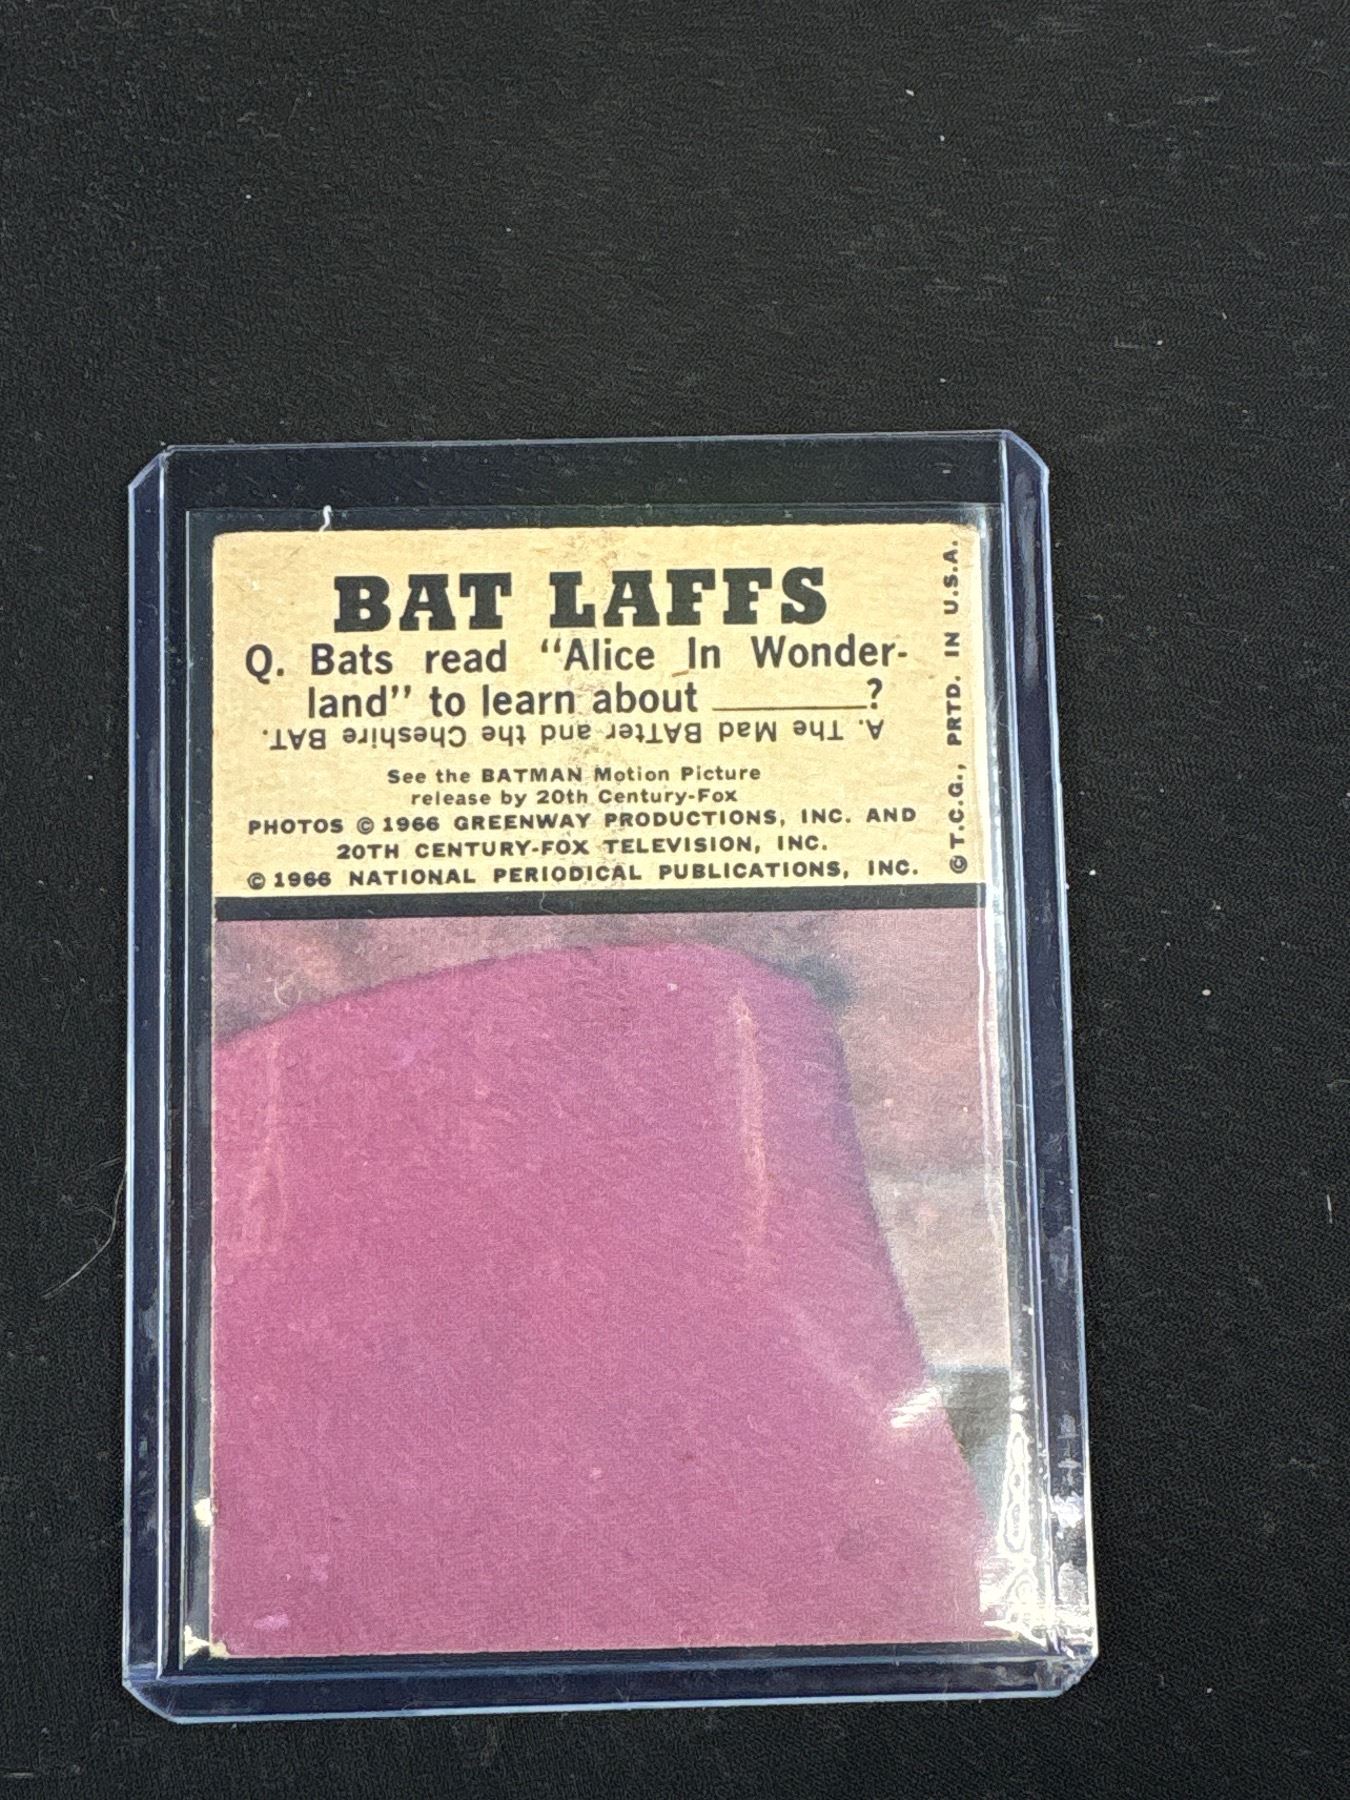 BAT LAFFS
Q. Bats read "Alice In Wonder-
land" to learn about ________?
A. The Mad BATter and the Cheshire BAT.
See the BATMAN Motion Picture
release by 20th Century-Fox
PHOTOS © 1966 GREENWAY PRODUCTIONS, INC. AND
20TH CENTURY-FOX TELEVISION, INC.
© 1966 NATIONAL PERIODICAL PUBLICATIONS, INC.
© T.C.G., PRTD. IN U.S.A.